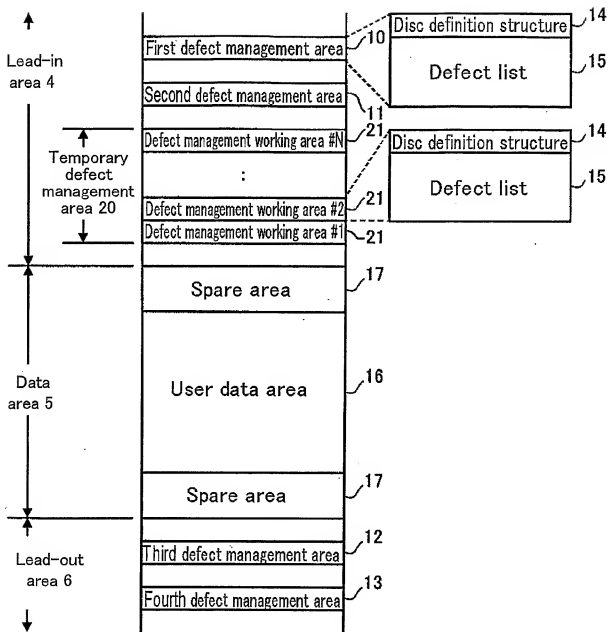 Lead-in
area 4
First defect management area
10
Disc definition structure
14
Defect list
15
Second defect management area
11
Temporary
defect
management
area 20
Defect management working area #N
21
:
Defect management working area #2
21
Defect management working area #1
21
Disc definition structure
14
Defect list
15
Data
area 5
Spare area
17
User data area
16
Spare area
17
Lead-out
area 6
Third defect management area
12
Fourth defect management area
13